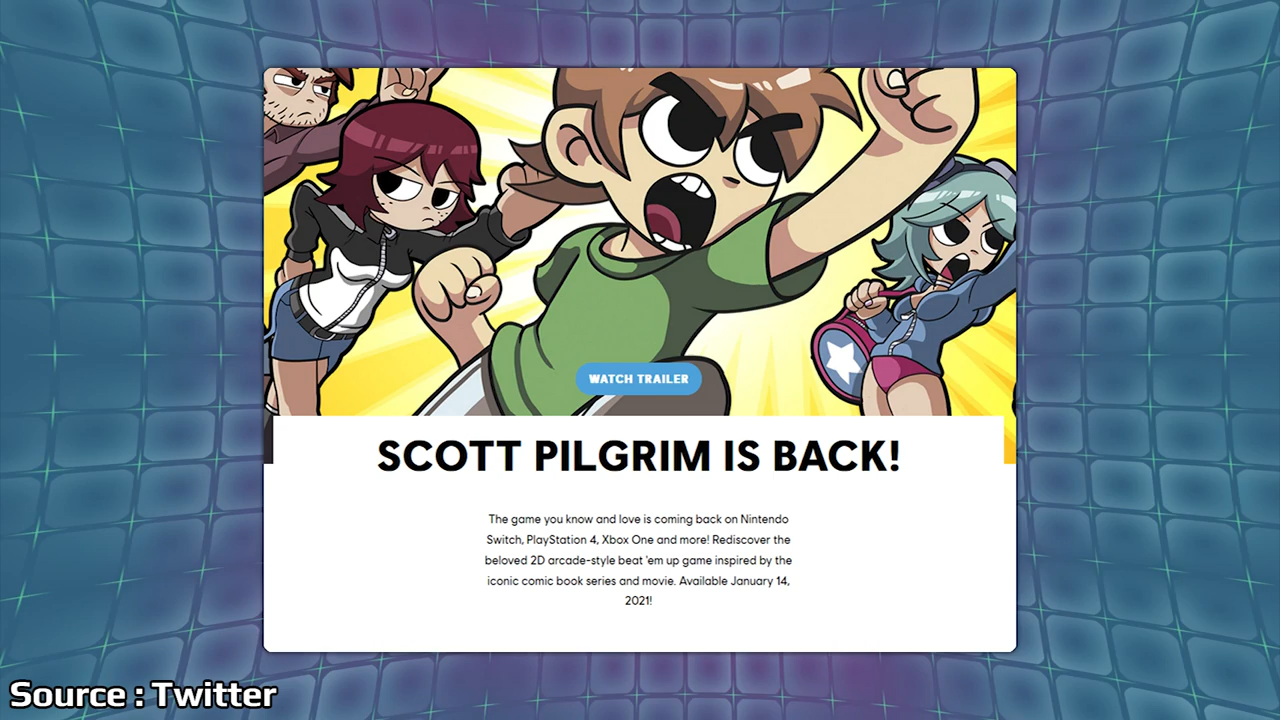 WATCH TRAILER
SCOTT PILGRIM IS BACK!
The game you know and love is coming back on Nintendo
Switch, PlayStation 4, Xbox One and more! Rediscover the
beloved 2D arcade-style beat 'em up game inspired by the
iconic comic book series and movie. Available January 14,
2021!
Source : Twitter